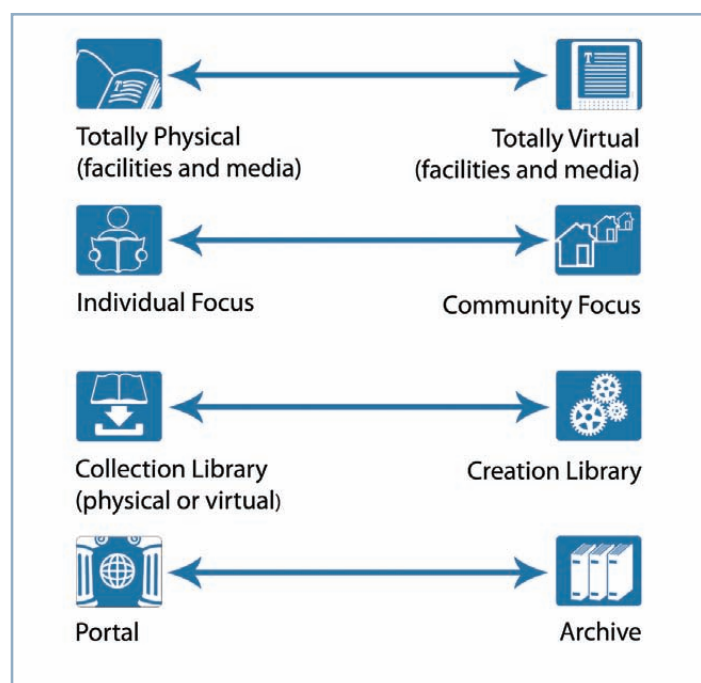 Totally Physical
(facilities and media)
Totally Virtual
(facilities and media)
Individual Focus
Community Focus
Collection Library
(physical or virtual)
Creation Library
Portal
Archive